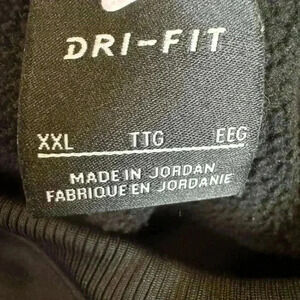 DRI-FIT
XXL TTG EEG
MADE IN JORDAN
FABRIQUE EN JORDANIE